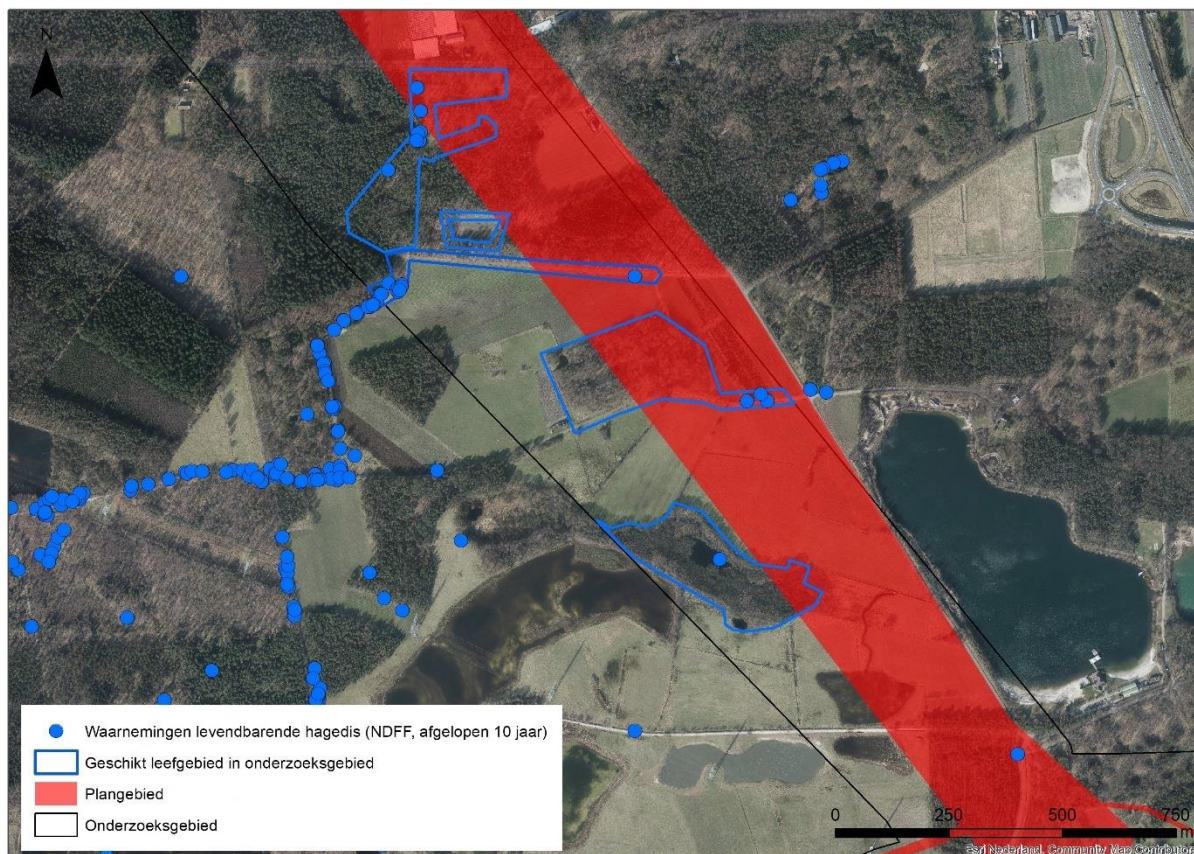 N
Waarnemingen levendbarende hagedis (NDFF, afgelopen 10 jaar)
Geschikt leefgebied in onderzoeksgebied
Plangebied
Onderzoeksgebied
0 250 500 750
m
Esri Nederland, Community Map Contributors